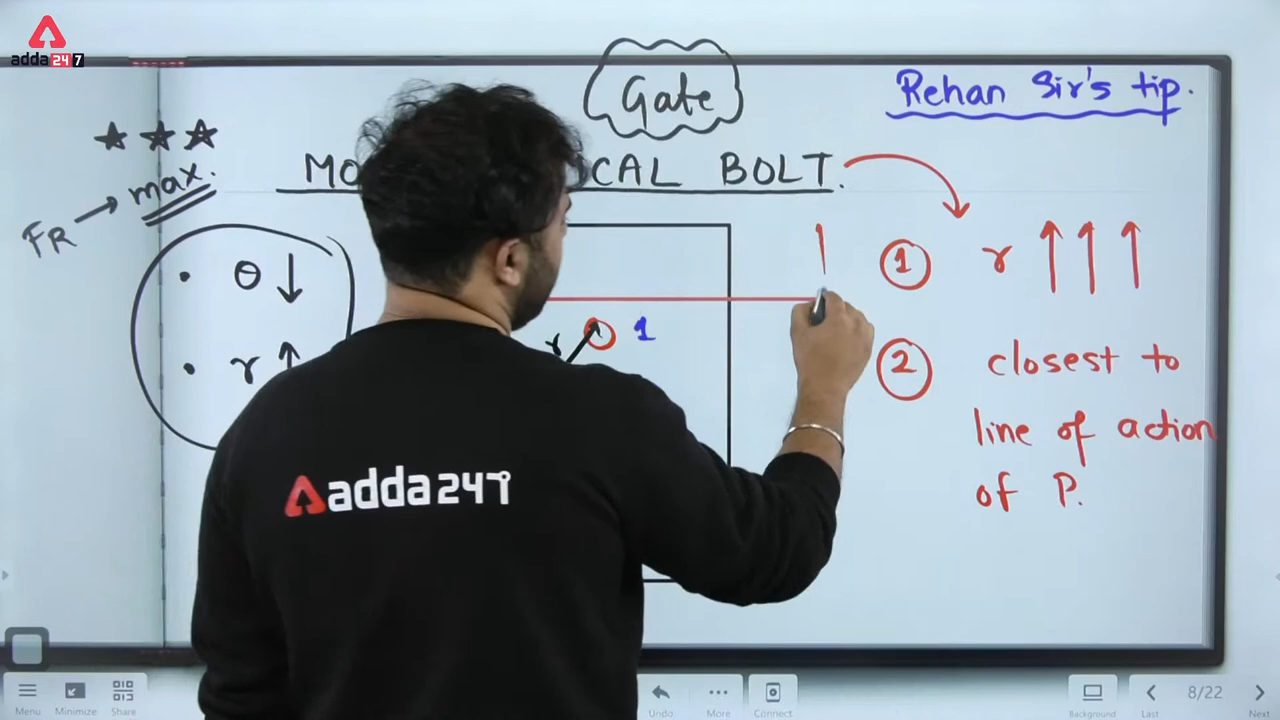 adda247
Gate
Rehan Sir's tip.
MO CAL BOLT.
FR → max.
θ ↓
r ↑
r
1
① r ↑ ↑ ↑
② closest to
line of action
of P.
adda247
Menu
Minimize
Share
Undo
More
Connect
Background
Last
8/22
Next